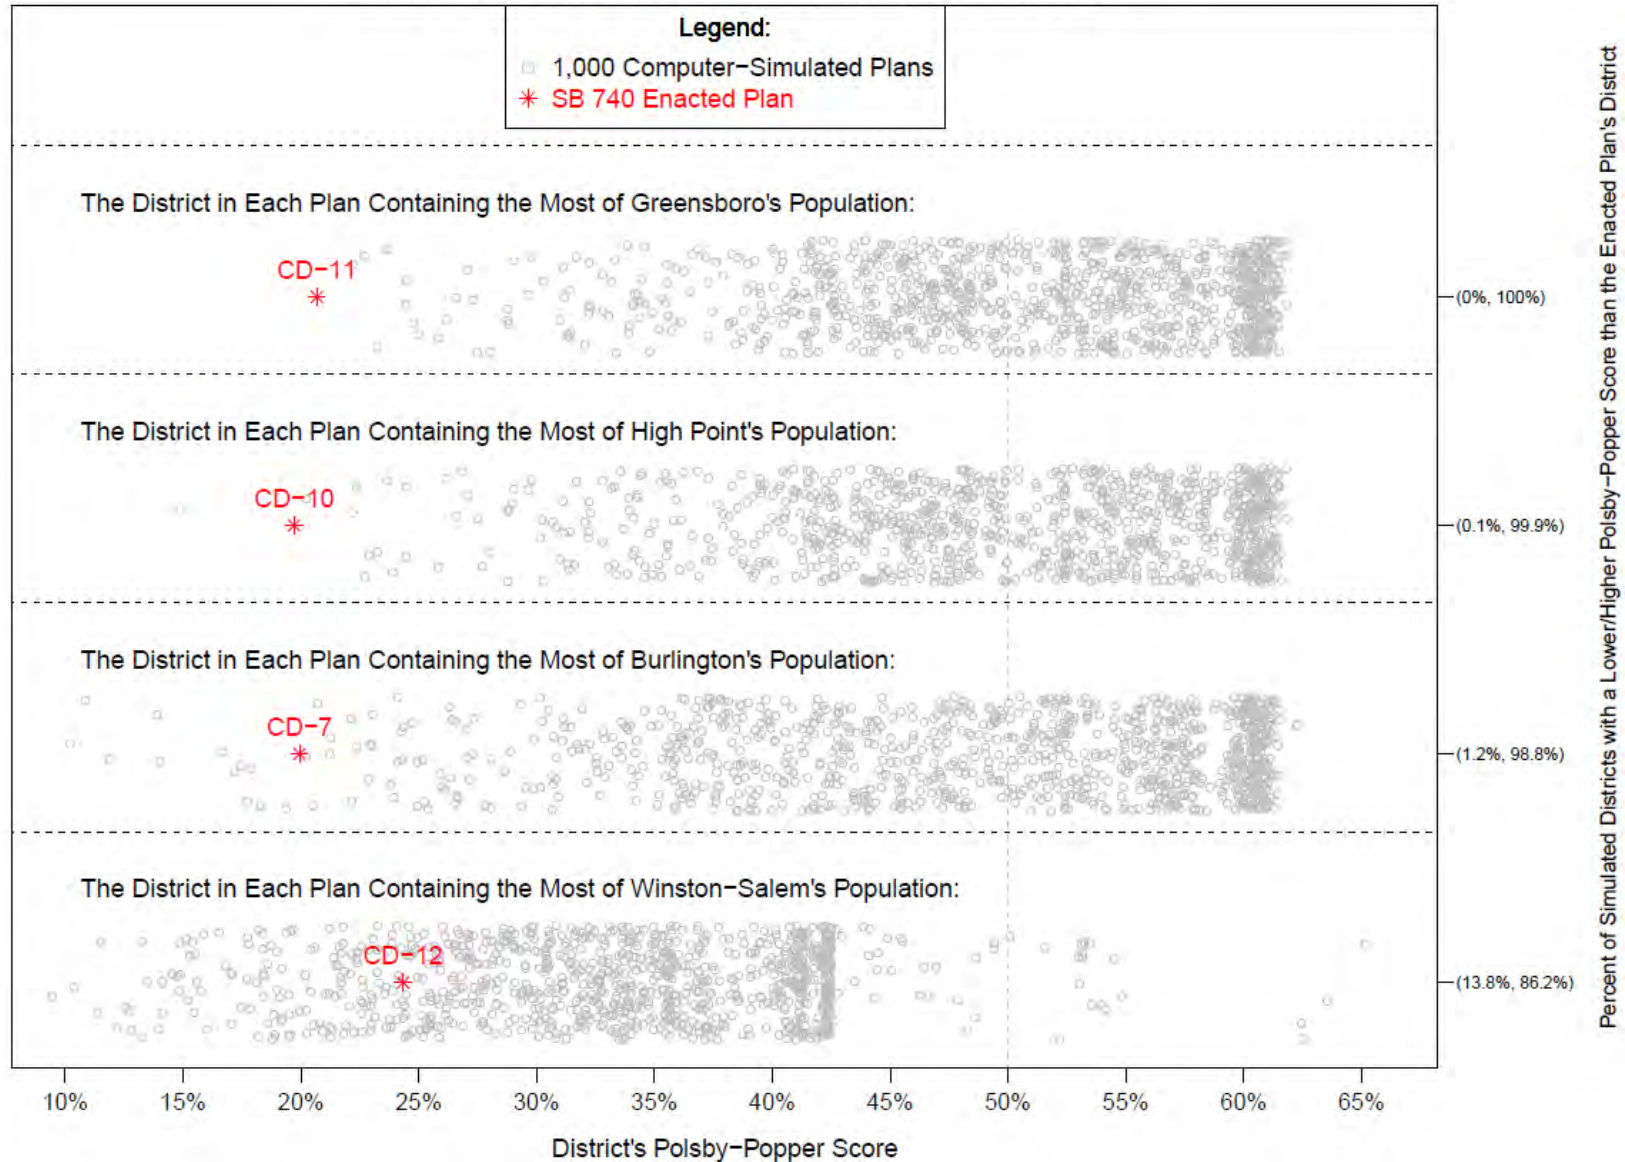 Legend:
1,000 Computer−Simulated Plans
SB 740 Enacted Plan
The District in Each Plan Containing the Most of Greensboro's Population:
CD−11
(0%, 100%)
The District in Each Plan Containing the Most of High Point's Population:
CD−10
(0.1%, 99.9%)
The District in Each Plan Containing the Most of Burlington's Population:
CD−7
(1.2%, 98.8%)
The District in Each Plan Containing the Most of Winston−Salem's Population:
CD−12
(13.8%, 86.2%)
10% 15% 20% 25% 30% 35% 40% 45% 50% 55% 60% 65%
District's Polsby−Popper Score
Percent of Simulated Districts with a Lower/Higher Polsby−Popper Score than the Enacted Plan's District